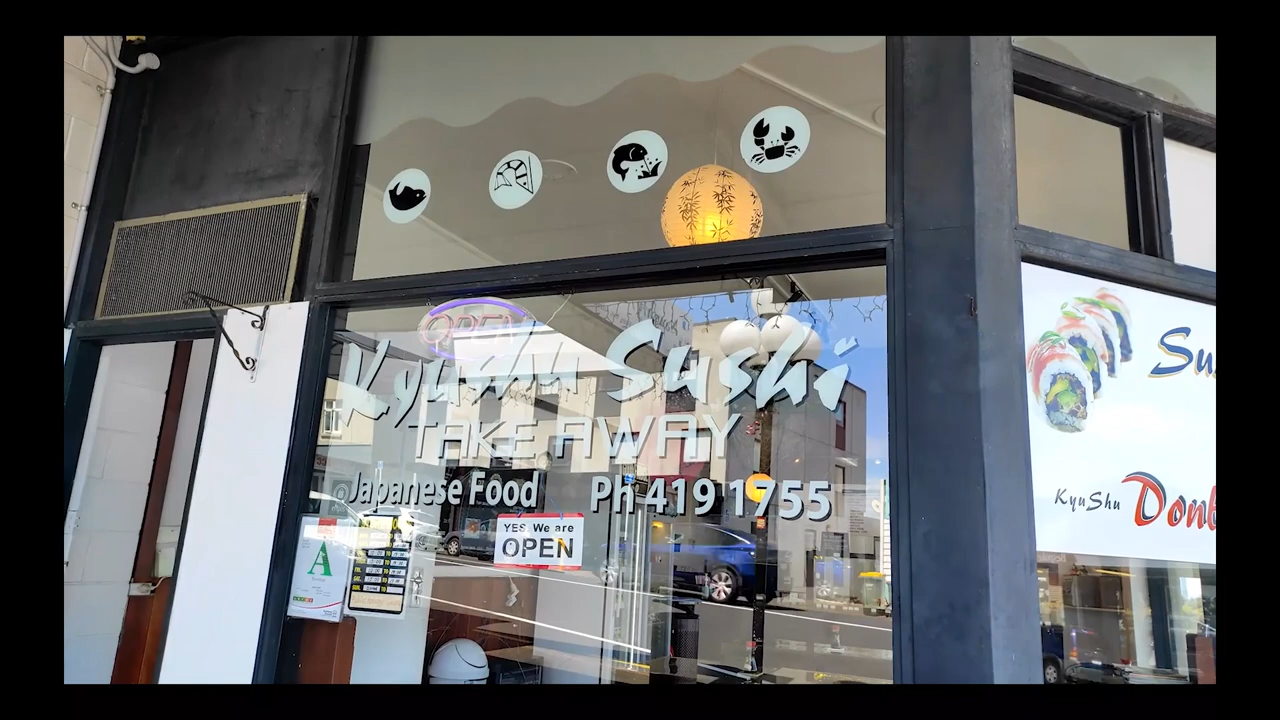 OPEN
Kyushu Sushi
TAKE AWAY
Japanese Food Ph 419 1755
YES, We are
OPEN
A
Su
KyuShu Donb